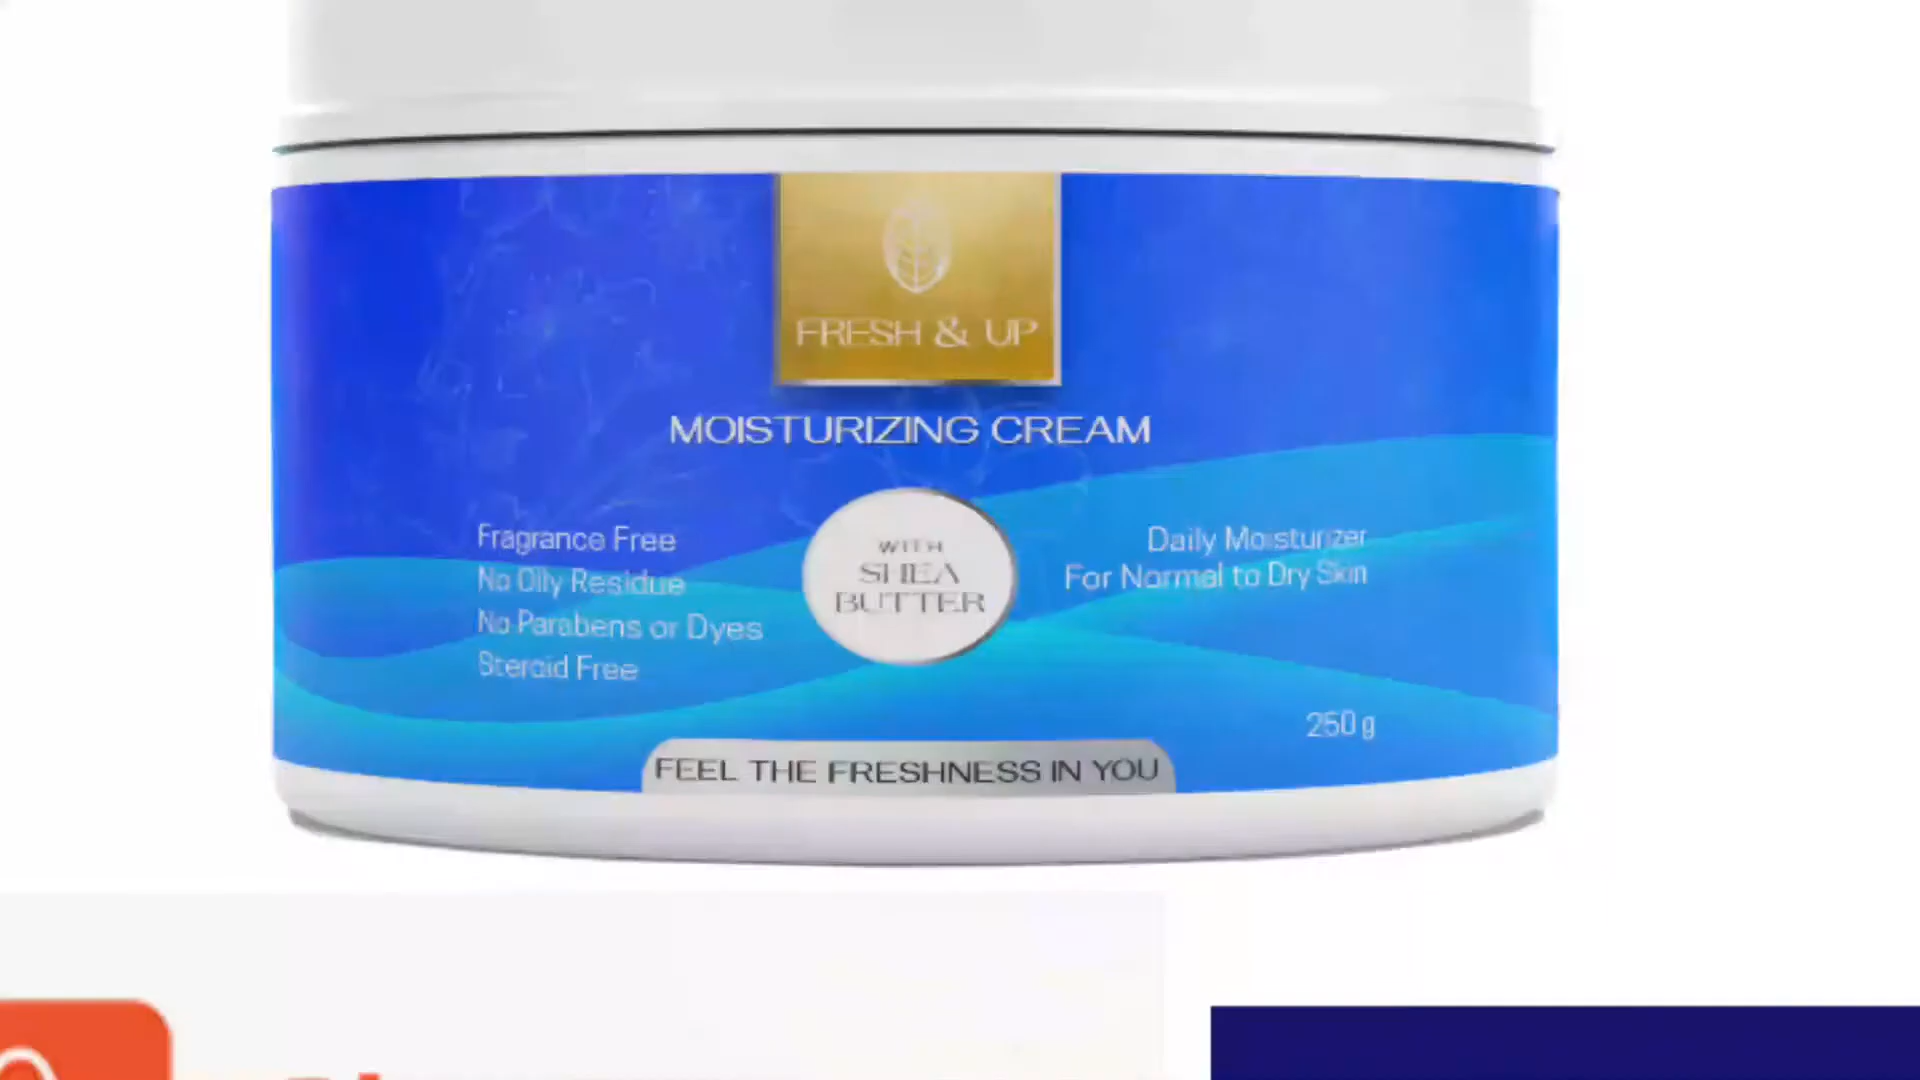 FRESH & UP
MOISTURIZING CREAM
Fragrance Free
No Oily Residue
No Parabens or Dyes
Steroid Free
WITH
SHEA
BUTTER
Daily Moisturizer
For Normal to Dry Skin
250 g
FEEL THE FRESHNESS IN YOU